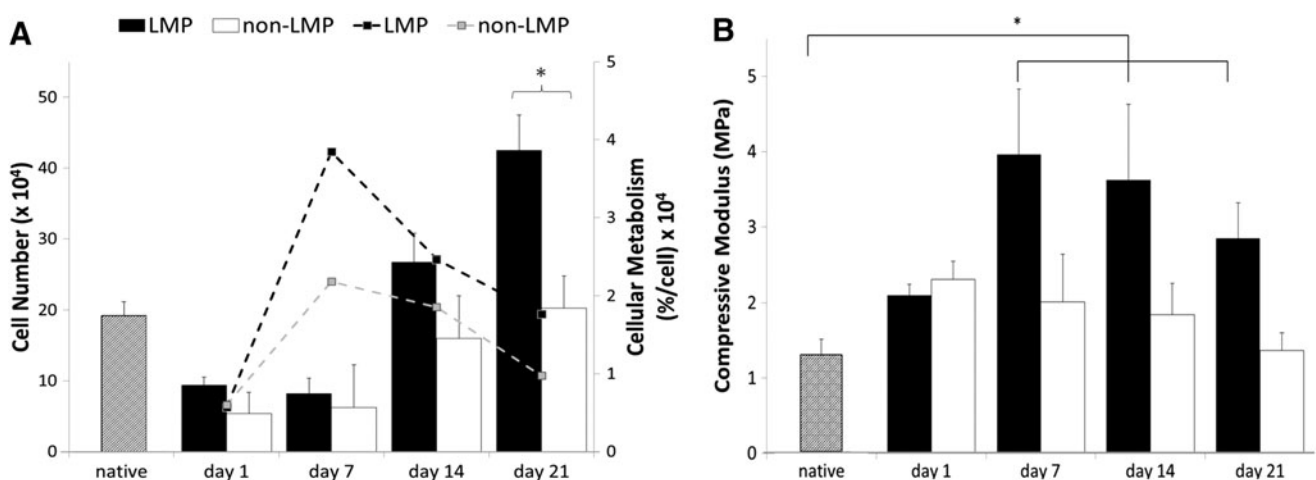 A
LMP non-LMP LMP non-LMP
Cell Number (x 10⁴)
50
40
30
20
10
0
native day 1 day 7 day 14 day 21
*
5
4
3
2
1
0
Cellular Metabolism
(%/cell) x 10⁴
B
*
Compressive Modulus (MPa)
5
4
3
2
1
0
native day 1 day 7 day 14 day 21